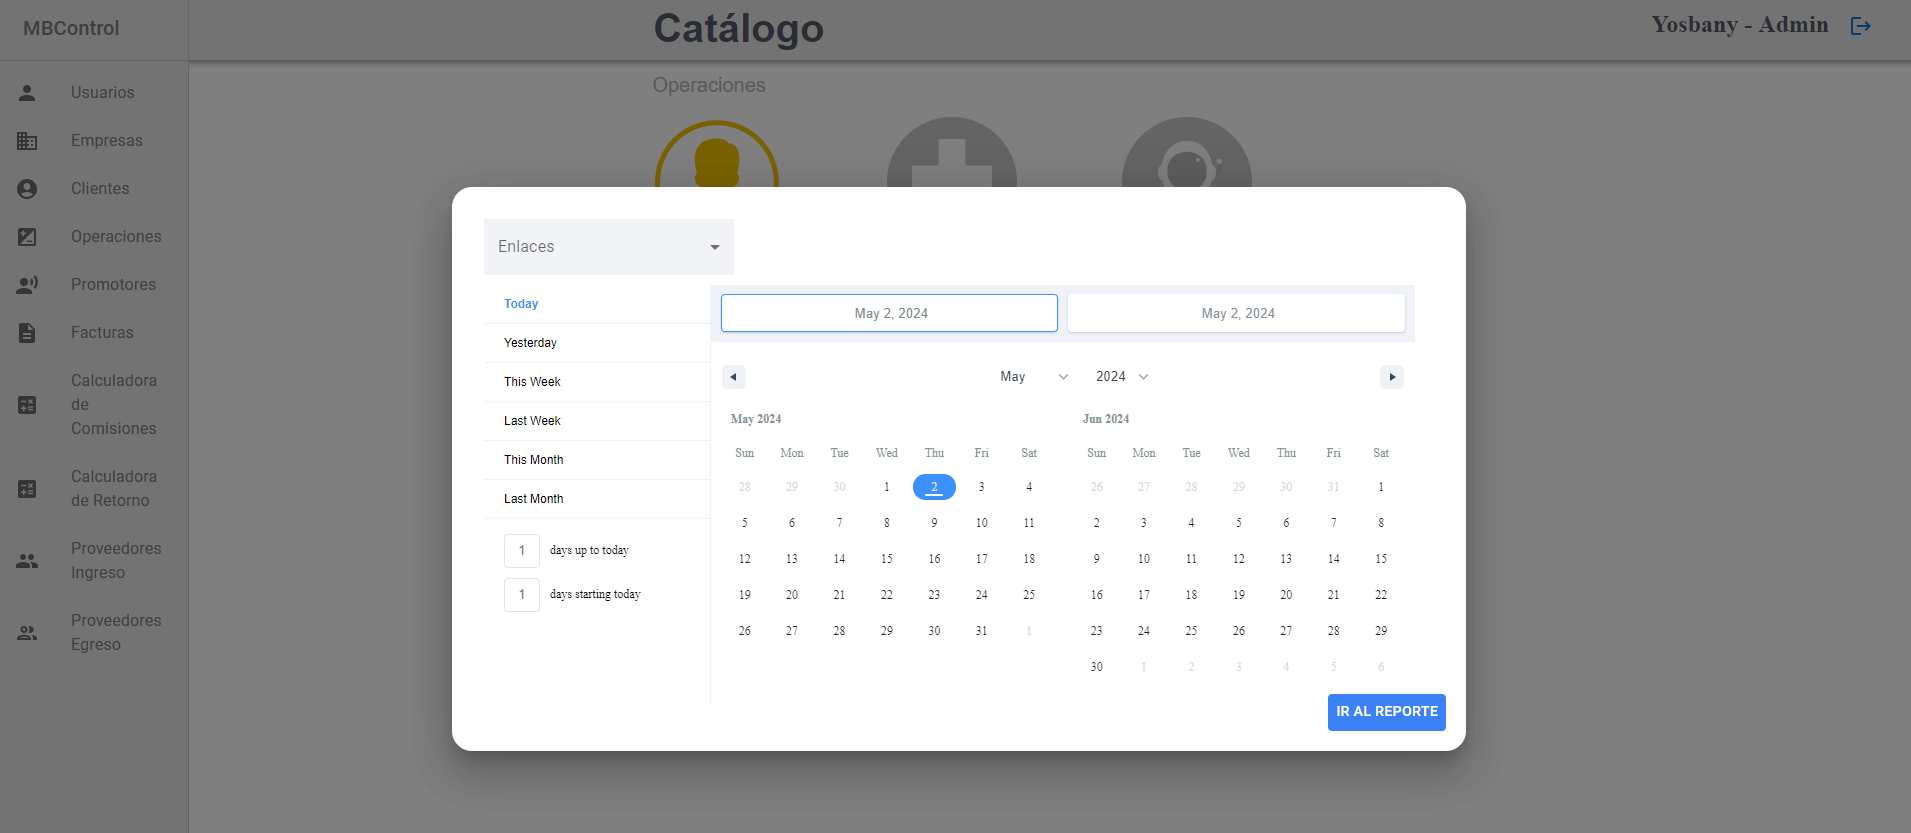 MBControl
Catálogo
Yosbany - Admin
Usuarios
Empresas
Clientes
Operaciones
Promotores
Facturas
Calculadora
de
Comisiones
Calculadora
de Retorno
Proveedores
Ingreso
Proveedores
Egreso
Operaciones
Enlaces
Today
Yesterday
This Week
Last Week
This Month
Last Month
1 days up to today
1 days starting today
May 2, 2024 May 2, 2024
May 2024
May 2024
Sun Mon Tue Wed Thu Fri Sat
28 29 30 1 2 3 4
5 6 7 8 9 10 11
12 13 14 15 16 17 18
19 20 21 22 23 24 25
26 27 28 29 30 31 1
Jun 2024
Sun Mon Tue Wed Thu Fri Sat
26 27 28 29 30 31 1
2 3 4 5 6 7 8
9 10 11 12 13 14 15
16 17 18 19 20 21 22
23 24 25 26 27 28 29
30 1 2 3 4 5 6
IR AL REPORTE